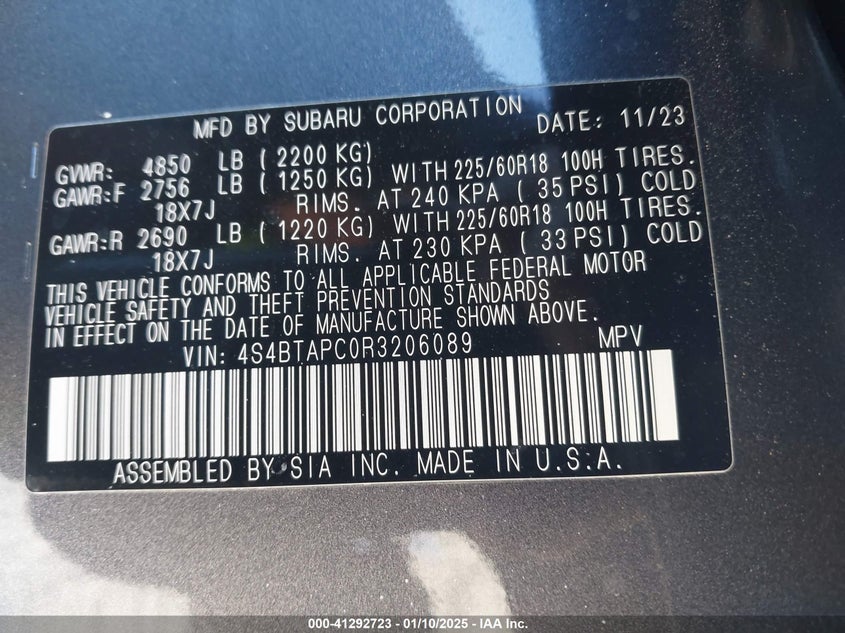 MFD BY SUBARU CORPORATION DATE: 11/23
GVWR: 4850 LB ( 2200 KG)
GAWR:F 2756 LB ( 1250 KG) WITH 225/60R18 100H TIRES.
18X7J RIMS. AT 240 KPA ( 35 PSI) COLD
GAWR:R 2690 LB ( 1220 KG) WITH 225/60R18 100H TIRES.
18X7J RIMS. AT 230 KPA ( 33 PSI) COLD
THIS VEHICLE CONFORMS TO ALL APPLICABLE FEDERAL MOTOR
VEHICLE SAFETY AND THEFT PREVENTION STANDARDS
IN EFFECT ON THE DATE OF MANUFACTURE SHOWN ABOVE.
VIN: 4S4BTAPC0R3206089 MPV
ASSEMBLED BY SIA INC. MADE IN U.S.A.
000-41292723 — 01/10/2025 — IAA Inc.